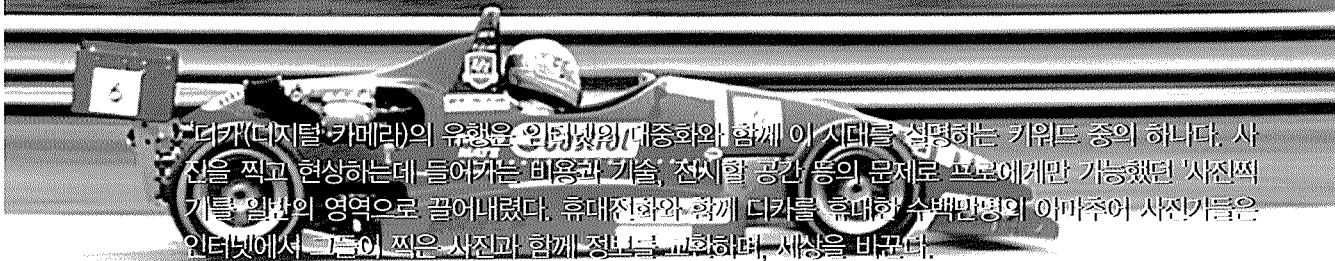 6
'디카'(디지털 카메라)의 유행은 인터넷의 대중화와 함께 이 시대를 설명하는 키워드 중의 하나다. 사
진을 찍고 현상하는데 들어가는 비용과 기술, 전시할 공간 등의 문제로 프로에게만 가능했던 '사진찍
기'를 일반의 영역으로 끌어내렸다. 휴대전화와 함께 디카를 휴대한 수백만명의 아마추어 사진가들은
인터넷에서 그들이 찍은 사진과 함께 정보를 교환하며, 세상을 바꾼다.